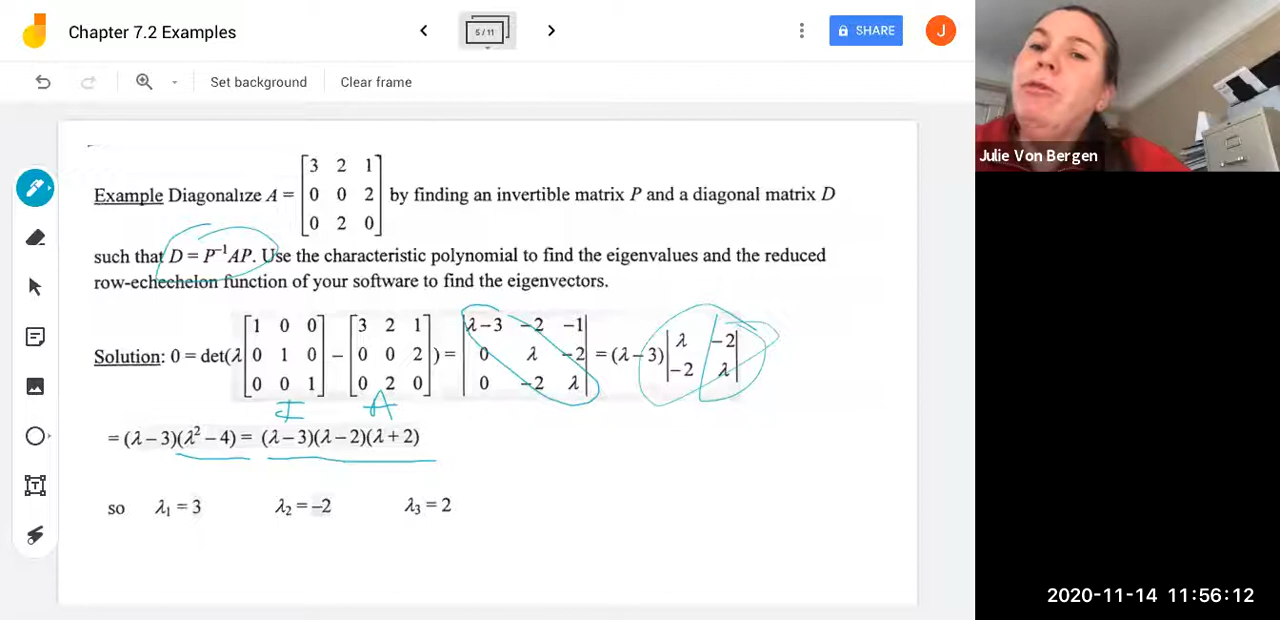 Chapter 7.2 Examples
5 / 11
SHARE
J
Set background
Clear frame
Julie Von Bergen
Example Diagonalize A = [3 2 1; 0 0 2; 0 2 0] by finding an invertible matrix P and a diagonal matrix D
such that D = P⁻¹AP. Use the characteristic polynomial to find the eigenvalues and the reduced
row-echechelon function of your software to find the eigenvectors.
Solution: 0 = det(λ[1 0 0; 0 1 0; 0 0 1] − [3 2 1; 0 0 2; 0 2 0]) = |λ−3 −2 −1; 0 λ −2; 0 −2 λ| = (λ−3)|λ −2; −2 λ|
I A
= (λ−3)(λ² − 4) = (λ−3)(λ−2)(λ+2)
so λ₁ = 3 λ₂ = −2 λ₃ = 2
2020-11-14 11:56:12